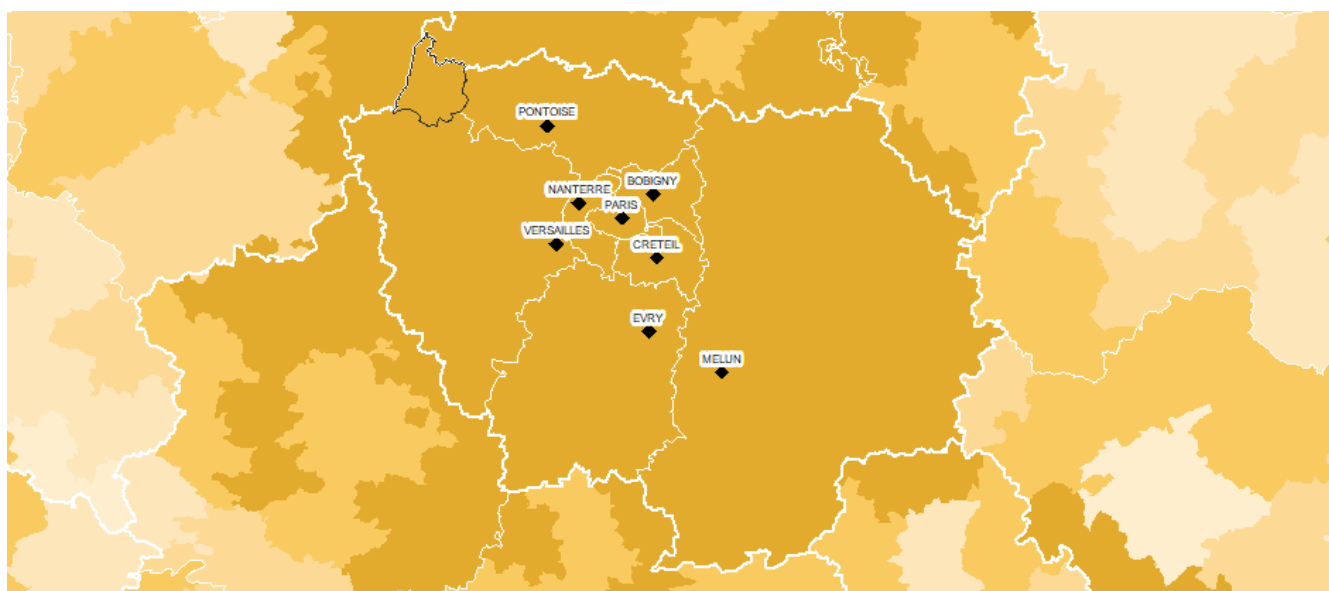 PONTOISE
BOBIGNY
NANTERRE
PARIS
VERSAILLES
CRETEIL
EVRY
MELUN